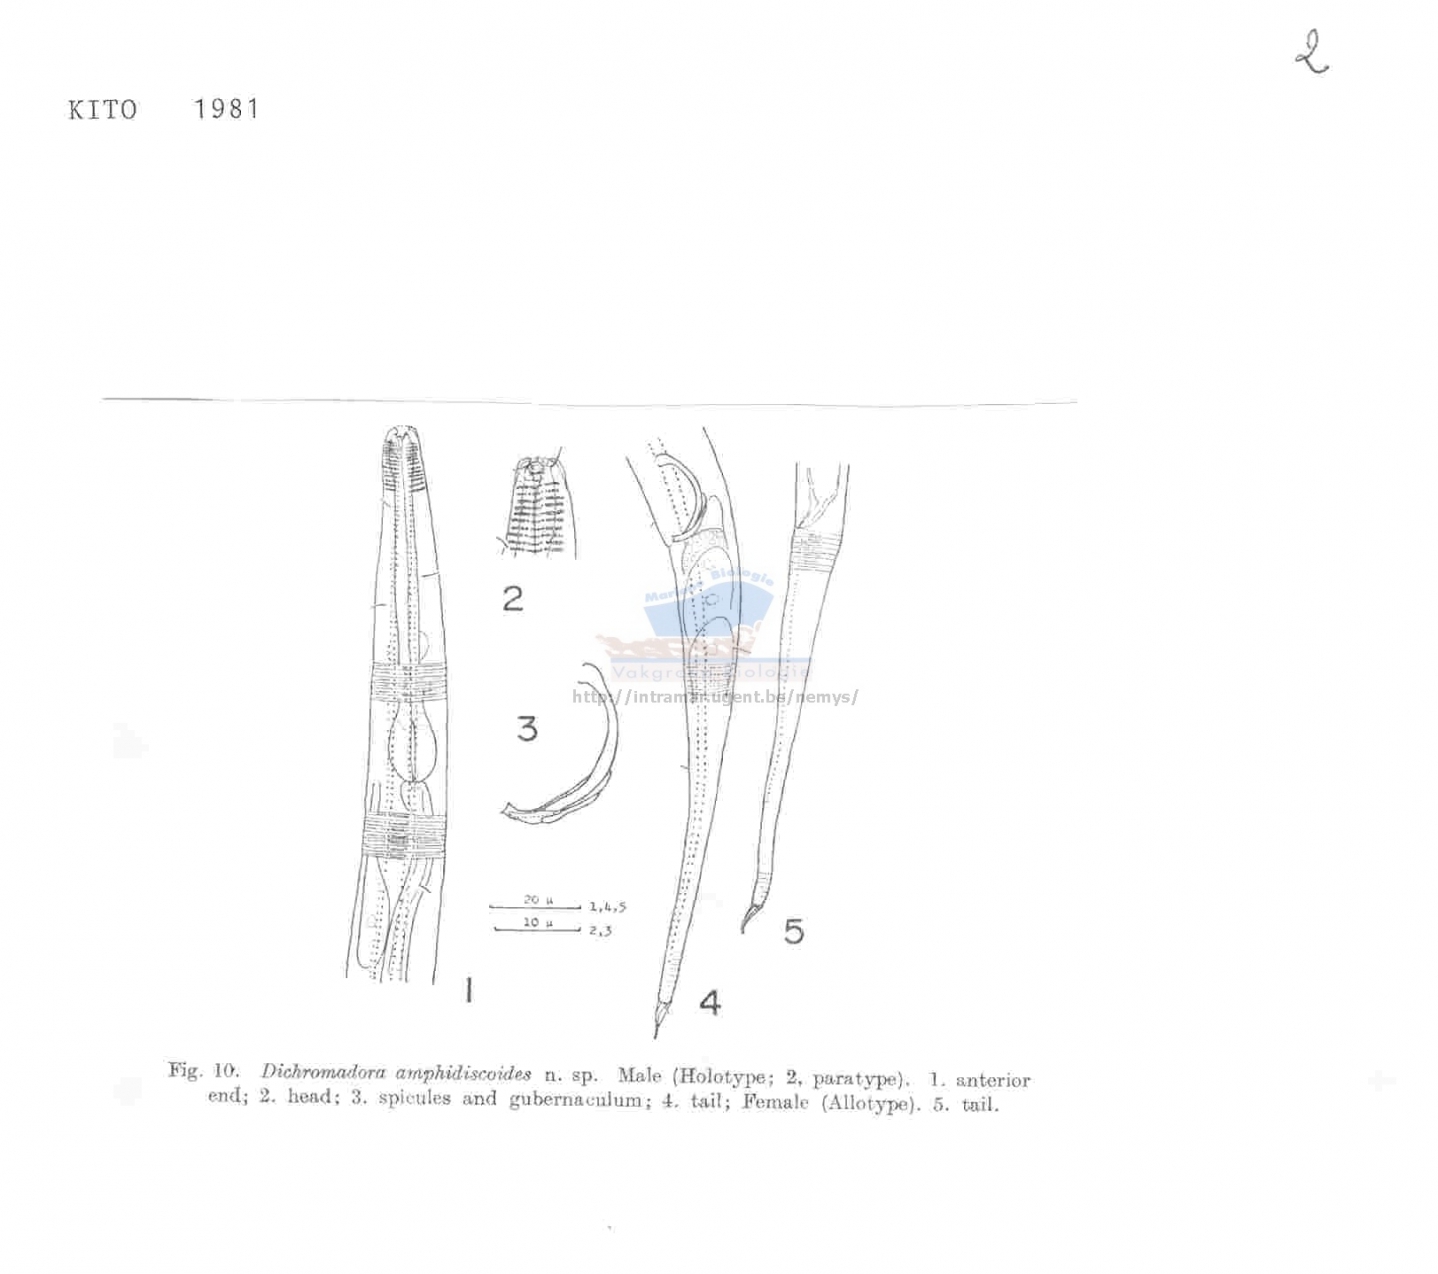 2
KITO 1981
2
3
20 µ 1,4,5
10 µ 2,3
5
1
4
Marine Biologie
Vakgroep Biologie
http://intramar.ugent.be/nemys/
Fig. 10. Dichromadora amphidiscoides n. sp. Male (Holotype; 2, paratype). 1. anterior
end; 2. head; 3. spicules and gubernaculum; 4. tail; Female (Allotype). 5. tail.